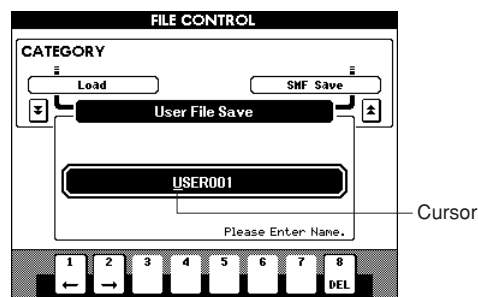 FILE CONTROL
CATEGORY
Load SMF Save
User File Save
USER001
Cursor
Please Enter Name.
1 2 3 4 5 6 7 8
← → DEL